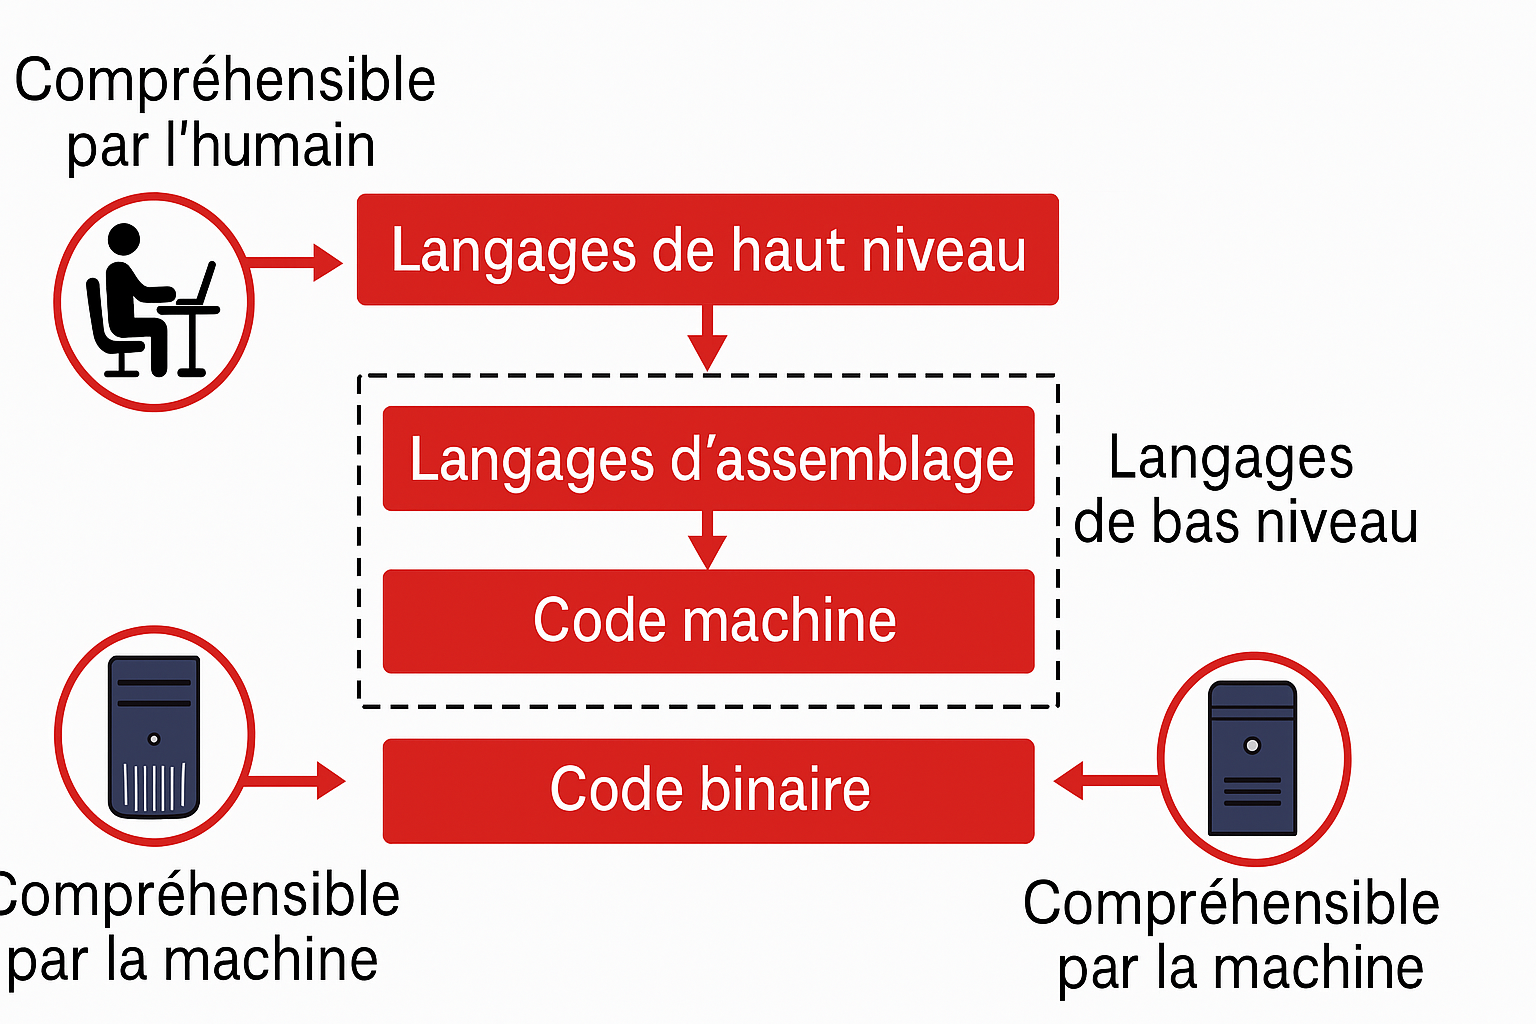 Compréhensible
par l'humain
Langages de haut niveau
Langages d'assemblage
Langages
de bas niveau
Code machine
Code binaire
Compréhensible
par la machine
Compréhensible
par la machine